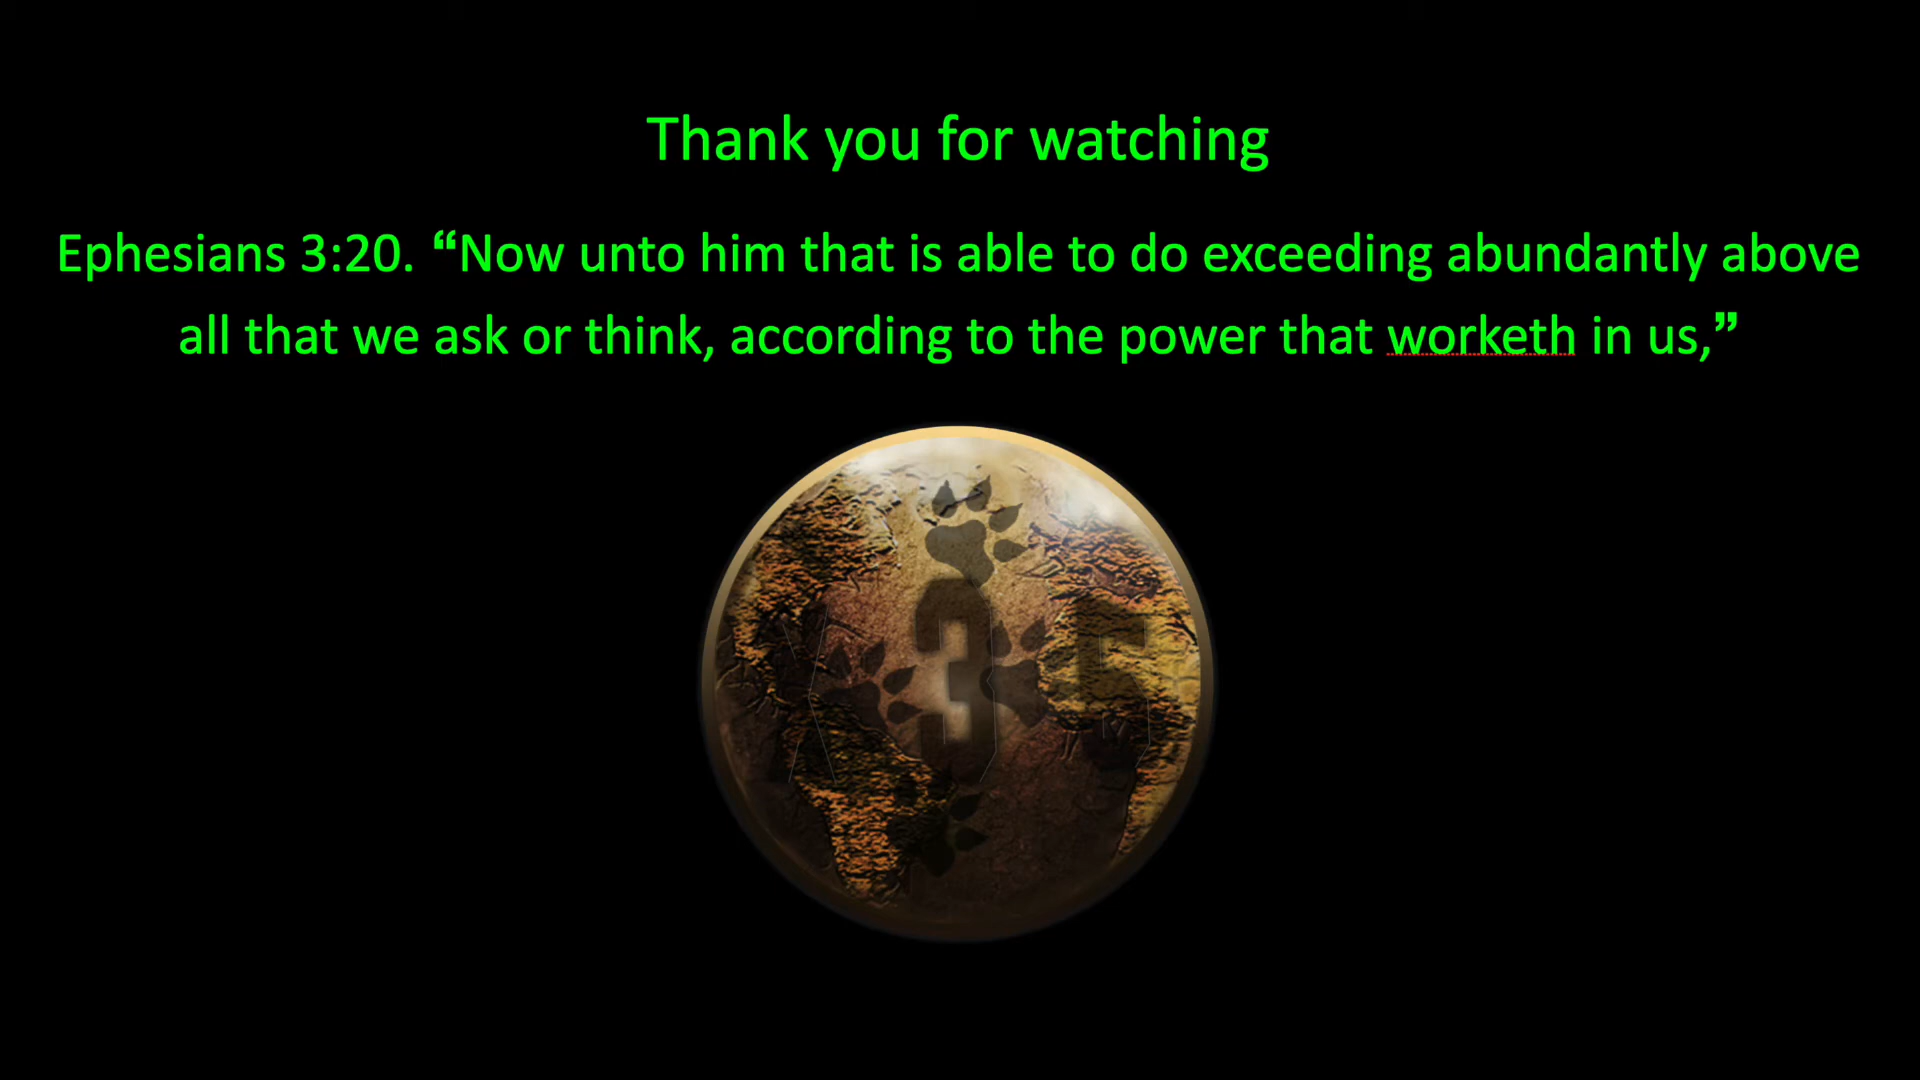 Thank you for watching
Ephesians 3:20. “Now unto him that is able to do exceeding abundantly above
all that we ask or think, according to the power that worketh in us,”
3